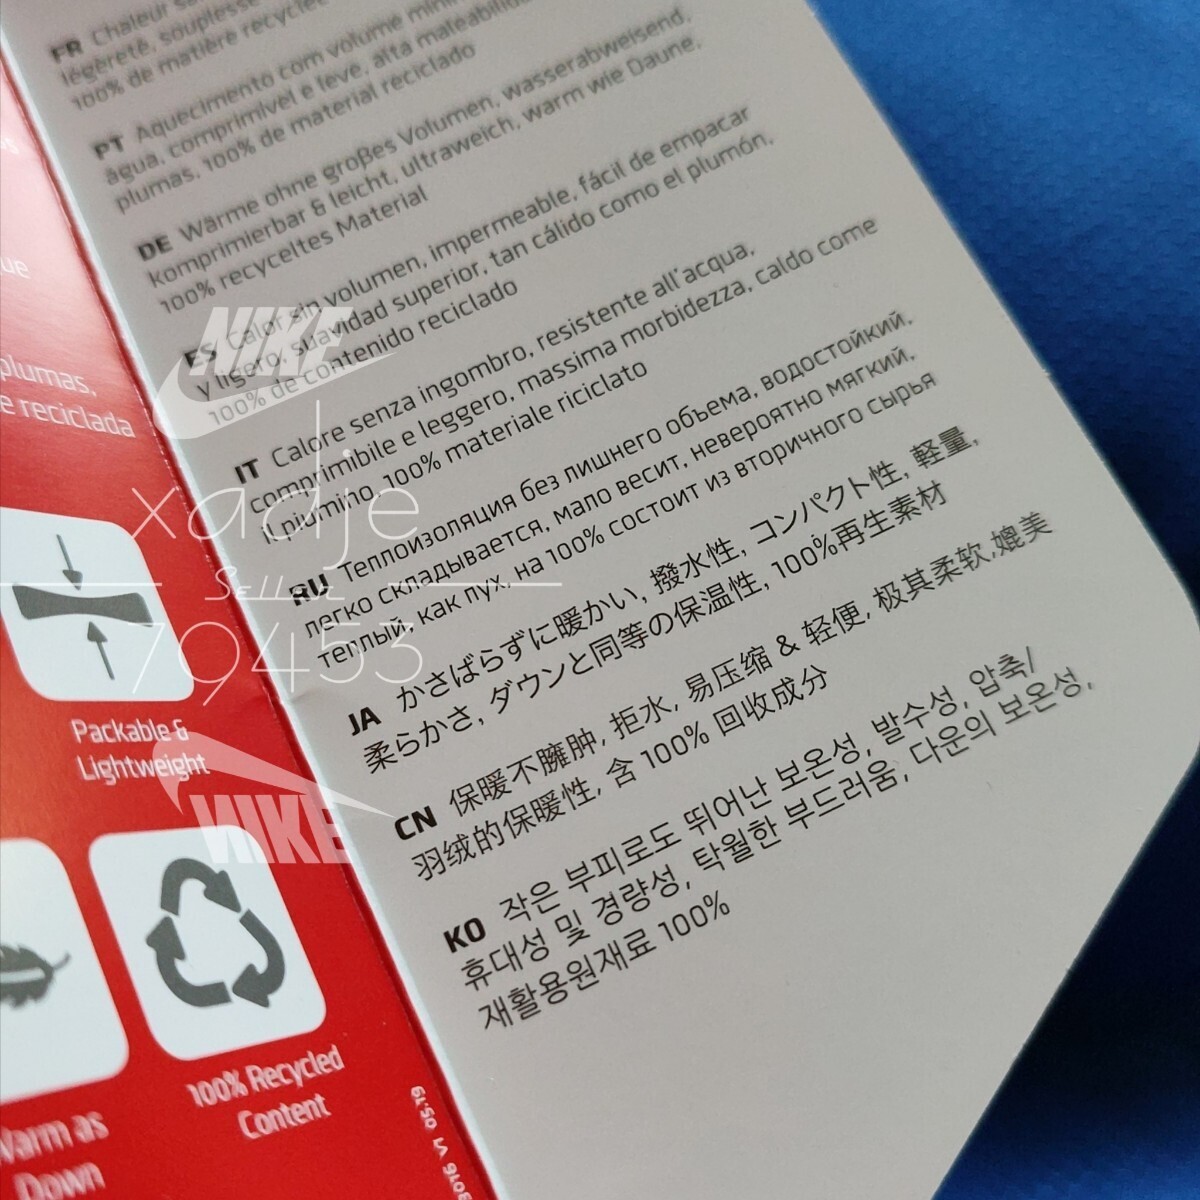 FR Chaleur
légèreté, souplesse
100% de matière recyclée
PT Aquecimento com volume
água, comprimível e leve, alta
plumas, 100% de material reciclado
DE Wärme ohne großes Volumen, wasserabweisend,
komprimierbar & leicht, ultraweich, warm wie Daune,
100% recyceltes Material
ES Calor sin volumen, impermeable, fácil de empacar
y ligero, suavidad superior, tan cálido como el plumón,
100% de contenido reciclado
IT Calore senza ingombro, resistente all'acqua,
comprimibile e leggero, massima morbidezza, caldo come
il piumino, 100% materiale riciclato
RU Теплоизоляция без лишнего объема, водостойкий,
легко складывается, мало весит, невероятно мягкий,
теплый, как пух, на 100% состоит из вторичного сырья
JA かさばらずに暖かい, 撥水性, コンパクト性, 軽量,
柔らかさ, ダウンと同等の保温性, 100%再生素材
CN 保暖不臃肿, 拒水, 易压缩 & 轻便, 极其柔软,媲美
羽绒的保暖性, 含 100% 回收成分
KO 작은 부피로도 뛰어난 보온성, 발수성, 압축/
휴대성 및 경량성, 탁월한 부드러움, 다운의 보온성,
재활용원재료 100%
plumas,
reciclada
Packable &
Lightweight
100% Recycled
Content
Warm as
Down
NIKE
xadje
Seller
79453
NIKE